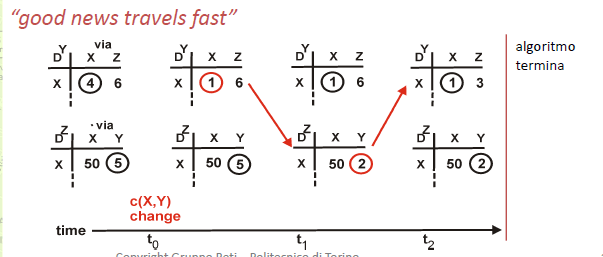 “good news travels fast”
via
D^Y X Z D^Y X Z D^Y X Z D^Y X Z
X 4 6 X 1 6 X 1 6 X 1 3
via
D^Z X Y D^Z X Y D^Z X Y D^Z X Y
X 50 5 X 50 5 X 50 2 X 50 2
c(X,Y)
change
time
t0 t1 t2
algoritmo
termina
Copyright Gruppo Reti – Politecnico di Torino